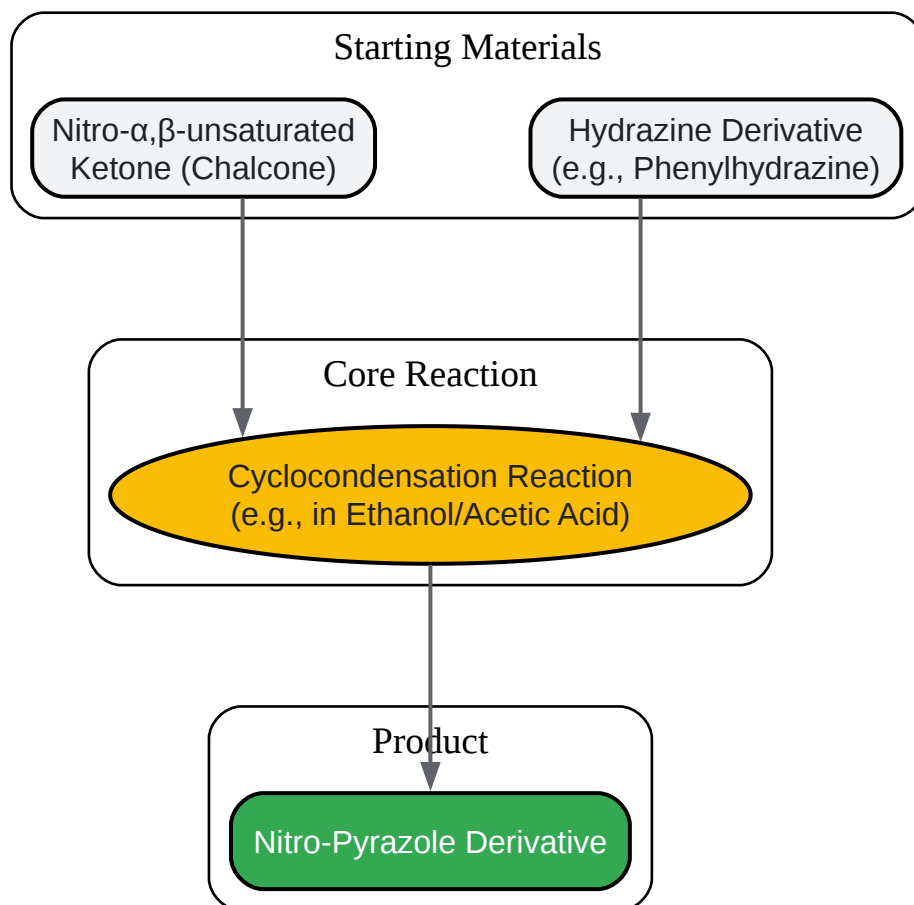 Starting Materials
Nitro-α,β-unsaturated
Ketone (Chalcone)
Hydrazine Derivative
(e.g., Phenylhydrazine)
Core Reaction
Cyclocondensation Reaction
(e.g., in Ethanol/Acetic Acid)
Product
Nitro-Pyrazole Derivative